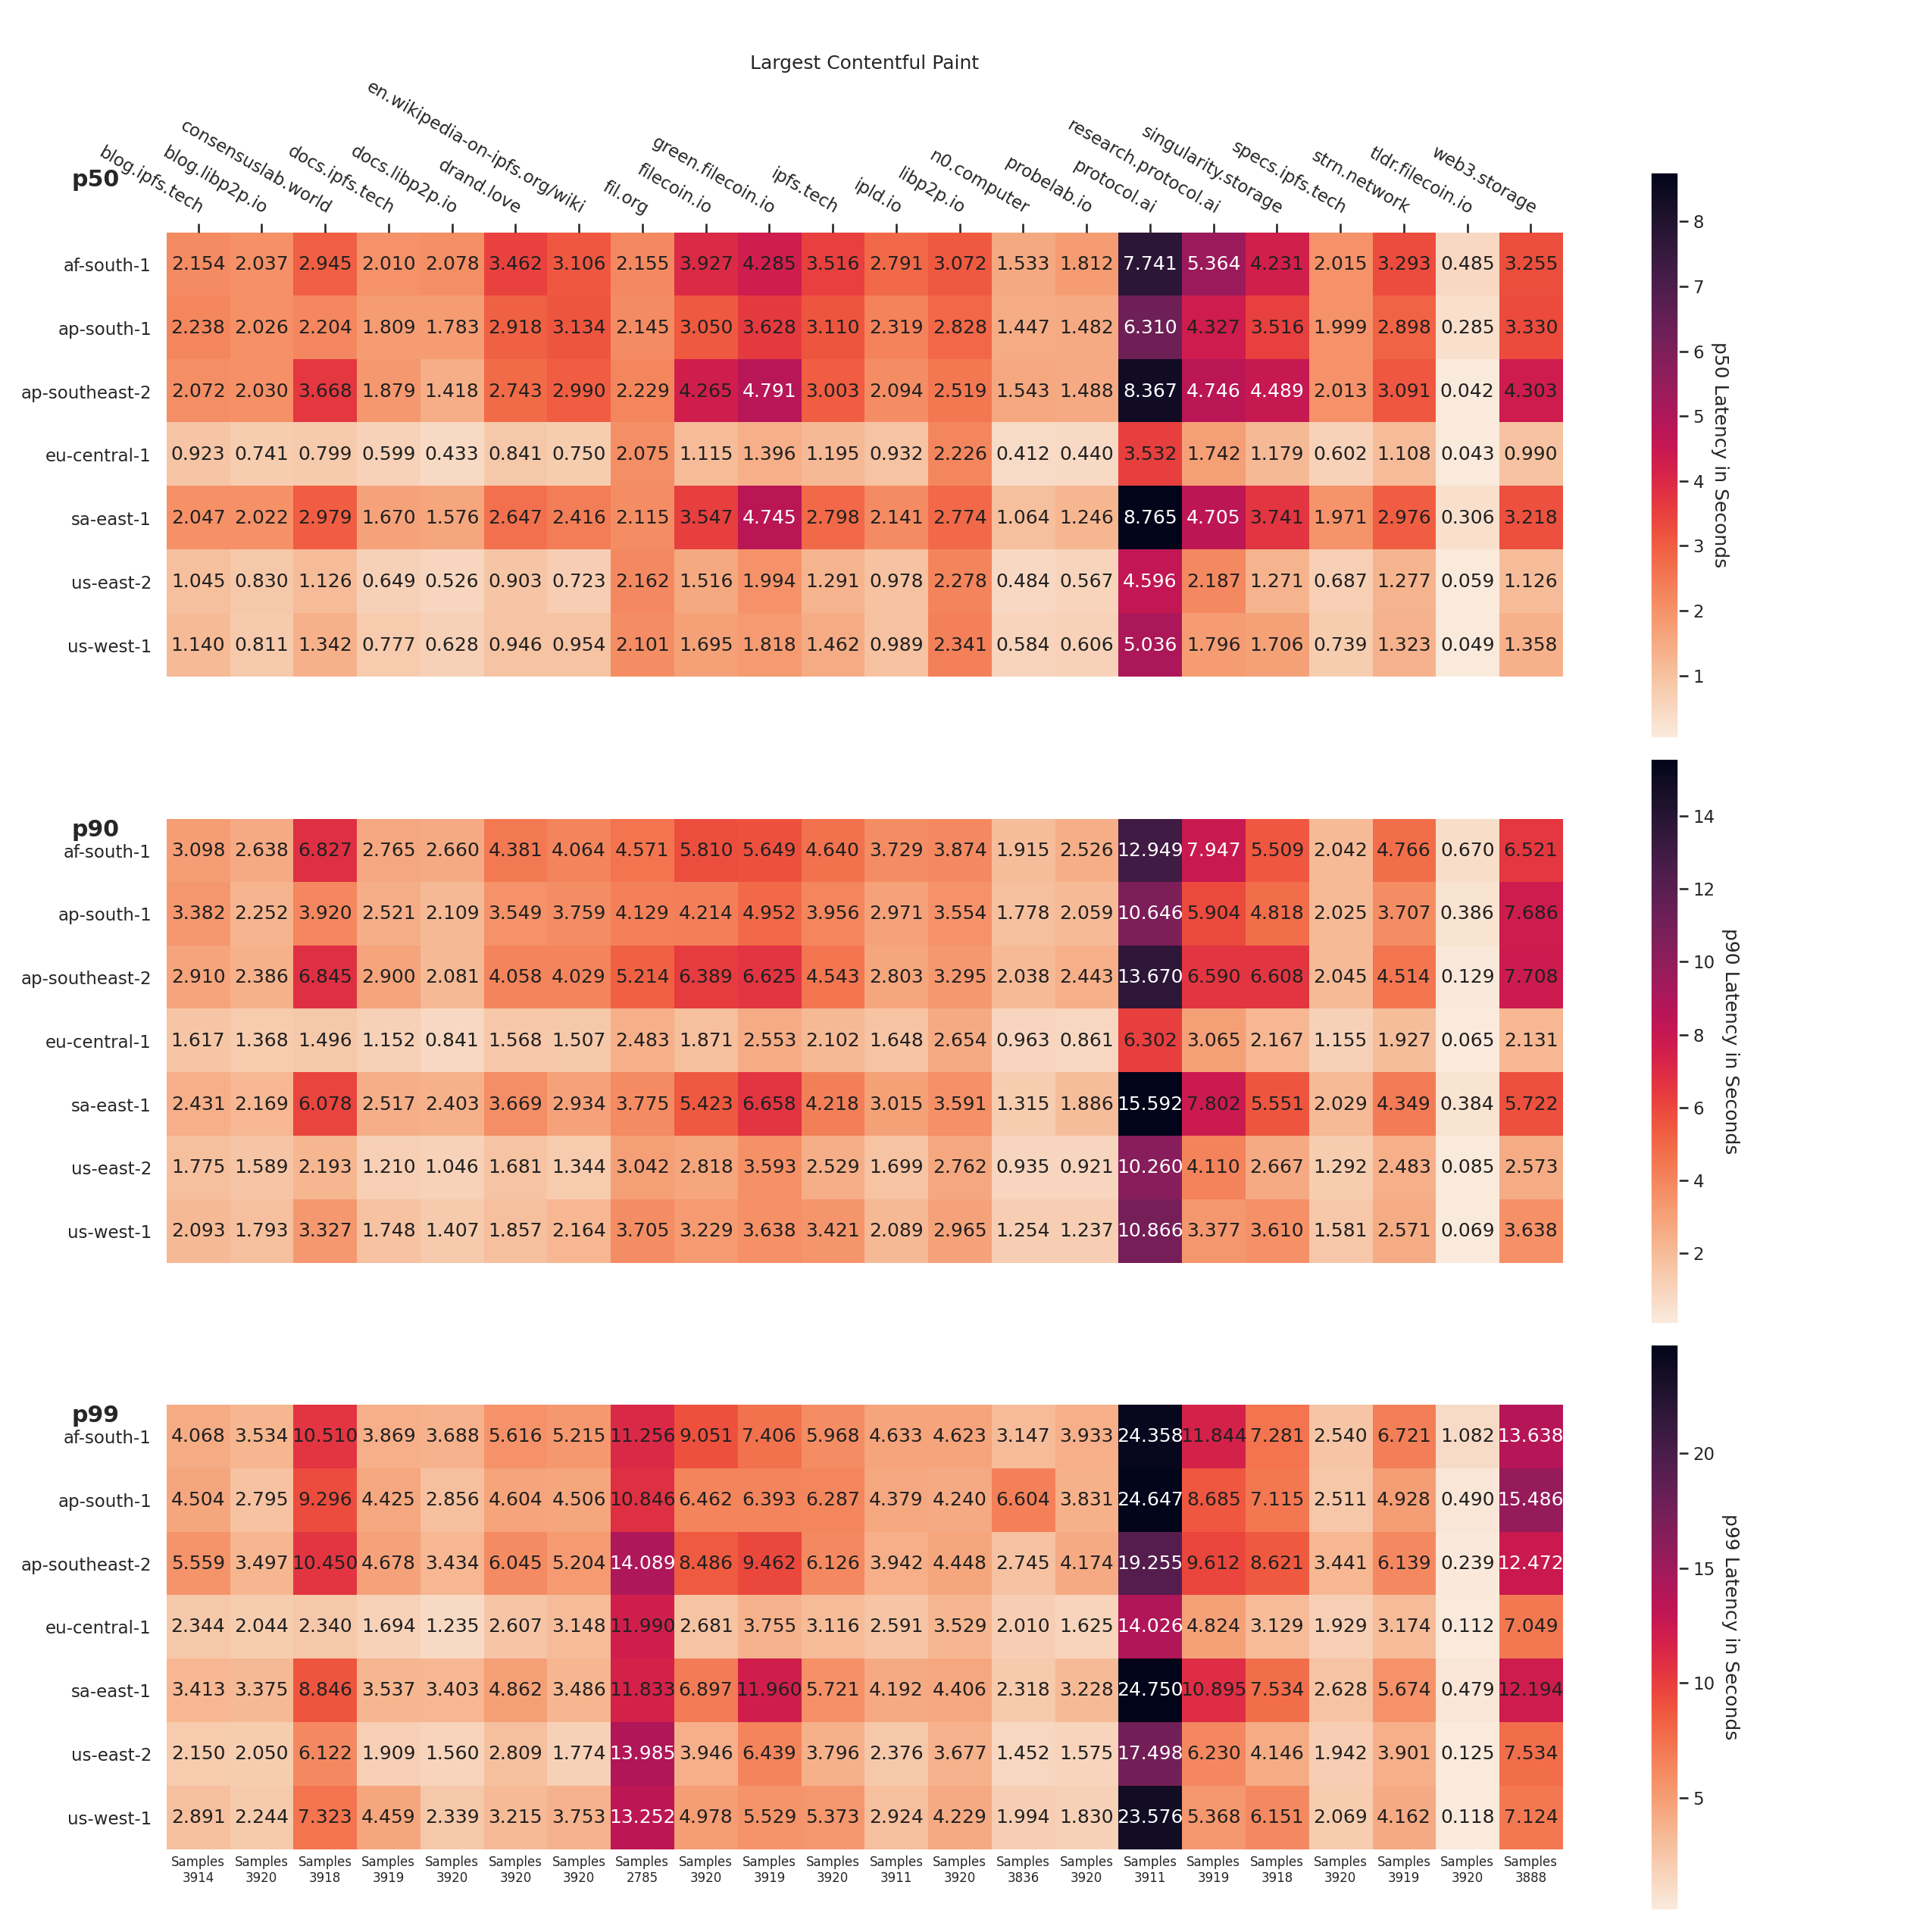 Largest Contentful Paint
p50
blog.ipfs.tech
blog.libp2p.io
consensuslab.world
docs.ipfs.tech
docs.libp2p.io
drand.love
en.wikipedia-on-ipfs.org/wiki
fil.org
filecoin.io
green.filecoin.io
ipfs.tech
ipld.io
libp2p.io
n0.computer
probelab.io
protocol.ai
research.protocol.ai
singularity.storage
specs.ipfs.tech
strn.network
tldr.filecoin.io
web3.storage
af-south-1 2.154 2.037 2.945 2.010 2.078 3.462 3.106 2.155 3.927 4.285 3.516 2.791 3.072 1.533 1.812 7.741 5.364 4.231 2.015 3.293 0.485 3.255
ap-south-1 2.238 2.026 2.204 1.809 1.783 2.918 3.134 2.145 3.050 3.628 3.110 2.319 2.828 1.447 1.482 6.310 4.327 3.516 1.999 2.898 0.285 3.330
ap-southeast-2 2.072 2.030 3.668 1.879 1.418 2.743 2.990 2.229 4.265 4.791 3.003 2.094 2.519 1.543 1.488 8.367 4.746 4.489 2.013 3.091 0.042 4.303
eu-central-1 0.923 0.741 0.799 0.599 0.433 0.841 0.750 2.075 1.115 1.396 1.195 0.932 2.226 0.412 0.440 3.532 1.742 1.179 0.602 1.108 0.043 0.990
sa-east-1 2.047 2.022 2.979 1.670 1.576 2.647 2.416 2.115 3.547 4.745 2.798 2.141 2.774 1.064 1.246 8.765 4.705 3.741 1.971 2.976 0.306 3.218
us-east-2 1.045 0.830 1.126 0.649 0.526 0.903 0.723 2.162 1.516 1.994 1.291 0.978 2.278 0.484 0.567 4.596 2.187 1.271 0.687 1.277 0.059 1.126
us-west-1 1.140 0.811 1.342 0.777 0.628 0.946 0.954 2.101 1.695 1.818 1.462 0.989 2.341 0.584 0.606 5.036 1.796 1.706 0.739 1.323 0.049 1.358
8
7
6
5
4
3
2
1
p50 Latency in Seconds
p90
af-south-1 3.098 2.638 6.827 2.765 2.660 4.381 4.064 4.571 5.810 5.649 4.640 3.729 3.874 1.915 2.526 12.949 7.947 5.509 2.042 4.766 0.670 6.521
ap-south-1 3.382 2.252 3.920 2.521 2.109 3.549 3.759 4.129 4.214 4.952 3.956 2.971 3.554 1.778 2.059 10.646 5.904 4.818 2.025 3.707 0.386 7.686
ap-southeast-2 2.910 2.386 6.845 2.900 2.081 4.058 4.029 5.214 6.389 6.625 4.543 2.803 3.295 2.038 2.443 13.670 6.590 6.608 2.045 4.514 0.129 7.708
eu-central-1 1.617 1.368 1.496 1.152 0.841 1.568 1.507 2.483 1.871 2.553 2.102 1.648 2.654 0.963 0.861 6.302 3.065 2.167 1.155 1.927 0.065 2.131
sa-east-1 2.431 2.169 6.078 2.517 2.403 3.669 2.934 3.775 5.423 6.658 4.218 3.015 3.591 1.315 1.886 15.592 7.802 5.551 2.029 4.349 0.384 5.722
us-east-2 1.775 1.589 2.193 1.210 1.046 1.681 1.344 3.042 2.818 3.593 2.529 1.699 2.762 0.935 0.921 10.260 4.110 2.667 1.292 2.483 0.085 2.573
us-west-1 2.093 1.793 3.327 1.748 1.407 1.857 2.164 3.705 3.229 3.638 3.421 2.089 2.965 1.254 1.237 10.866 3.377 3.610 1.581 2.571 0.069 3.638
14
12
10
8
6
4
2
p90 Latency in Seconds
p99
af-south-1 4.068 3.534 10.510 3.869 3.688 5.616 5.215 11.256 9.051 7.406 5.968 4.633 4.623 3.147 3.933 24.358 11.844 7.281 2.540 6.721 1.082 13.638
ap-south-1 4.504 2.795 9.296 4.425 2.856 4.604 4.506 10.846 6.462 6.393 6.287 4.379 4.240 6.604 3.831 24.647 8.685 7.115 2.511 4.928 0.490 15.486
ap-southeast-2 5.559 3.497 10.450 4.678 3.434 6.045 5.204 14.089 8.486 9.462 6.126 3.942 4.448 2.745 4.174 19.255 9.612 8.621 3.441 6.139 0.239 12.472
eu-central-1 2.344 2.044 2.340 1.694 1.235 2.607 3.148 11.990 2.681 3.755 3.116 2.591 3.529 2.010 1.625 14.026 4.824 3.129 1.929 3.174 0.112 7.049
sa-east-1 3.413 3.375 8.846 3.537 3.403 4.862 3.486 11.833 6.897 11.960 5.721 4.192 4.406 2.318 3.228 24.750 10.895 7.534 2.628 5.674 0.479 12.194
us-east-2 2.150 2.050 6.122 1.909 1.560 2.809 1.774 13.985 3.946 6.439 3.796 2.376 3.677 1.452 1.575 17.498 6.230 4.146 1.942 3.901 0.125 7.534
us-west-1 2.891 2.244 7.323 4.459 2.339 3.215 3.753 13.252 4.978 5.529 5.373 2.924 4.229 1.994 1.830 23.576 5.368 6.151 2.069 4.162 0.118 7.124
Samples Samples Samples Samples Samples Samples Samples Samples Samples Samples Samples Samples Samples Samples Samples Samples Samples Samples Samples Samples Samples Samples
3914 3920 3918 3919 3920 3920 3920 2785 3920 3919 3920 3911 3920 3836 3920 3911 3919 3918 3920 3919 3920 3888
20
15
10
5
p99 Latency in Seconds